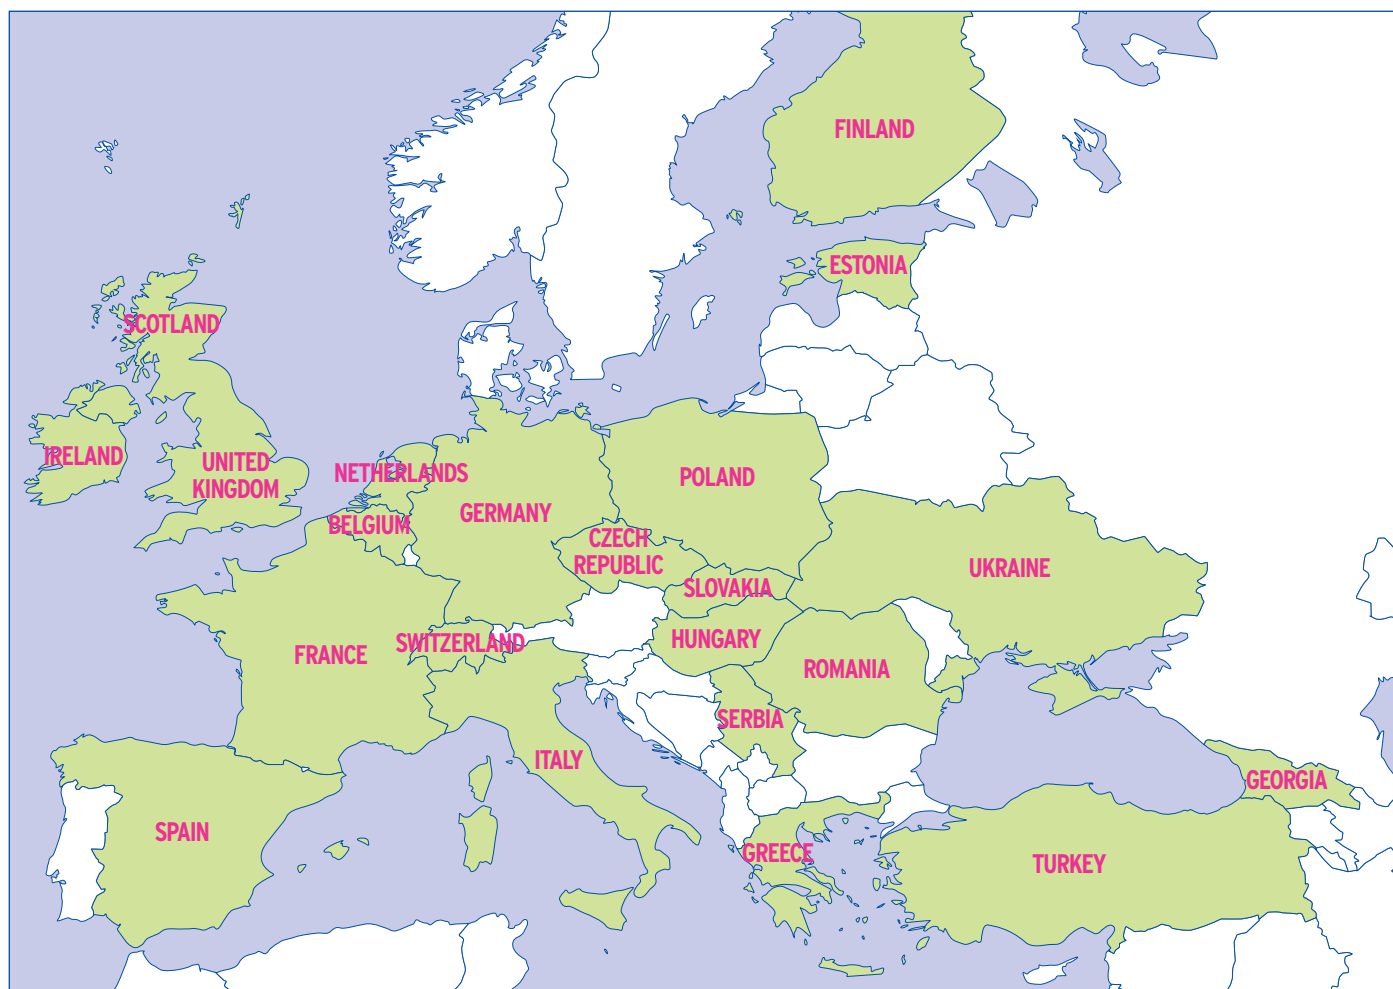 FINLAND
ESTONIA
SCOTLAND
IRELAND
UNITED
KINGDOM
NETHERLANDS
BELGIUM
GERMANY
POLAND
CZECH
REPUBLIC
SLOVAKIA
UKRAINE
FRANCE
SWITZERLAND
HUNGARY
ROMANIA
SERBIA
ITALY
GEORGIA
SPAIN
GREECE
TURKEY